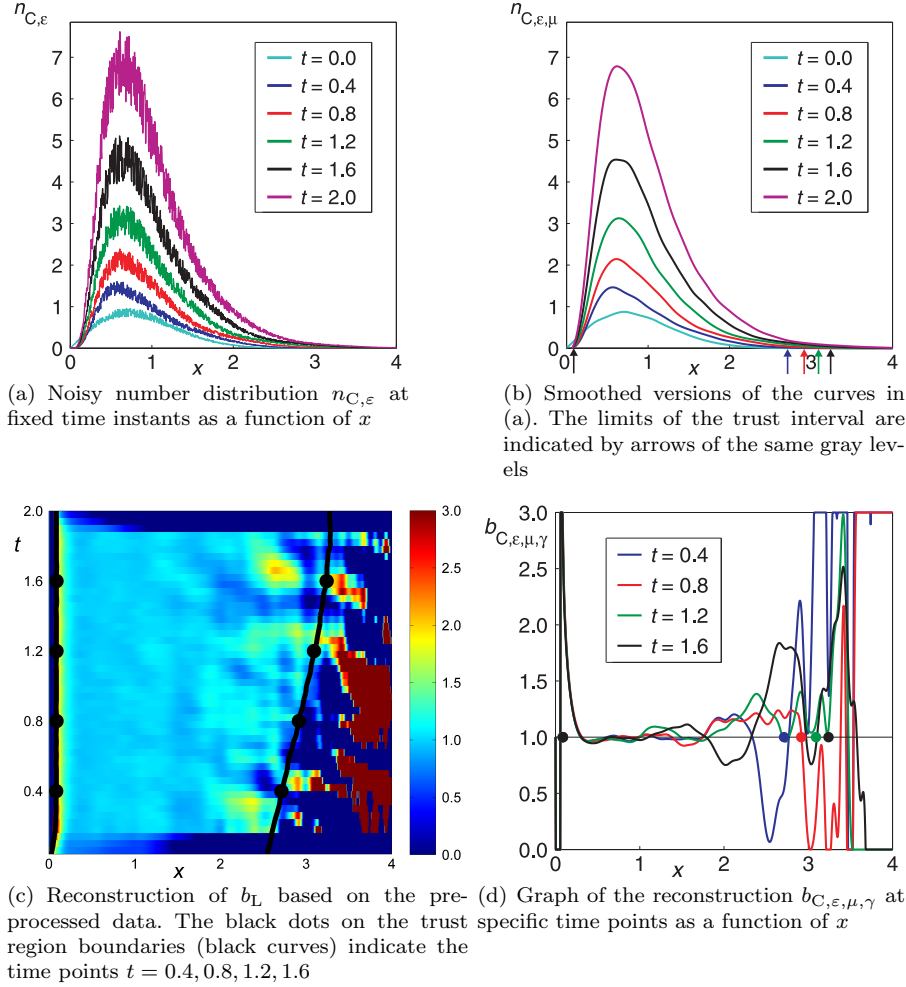 n_C,ε
7
6
5
4
3
2
1
0
0
1
2
3
4
x
t = 0.0
t = 0.4
t = 0.8
t = 1.2
t = 1.6
t = 2.0
(a) Noisy number distribution n_C,ε at
fixed time instants as a function of x
n_C,ε,μ
7
6
5
4
3
2
1
0
0
1
2
3
4
x
t = 0.0
t = 0.4
t = 0.8
t = 1.2
t = 1.6
t = 2.0
(b) Smoothed versions of the curves in
(a). The limits of the trust interval are
indicated by arrows of the same gray lev-
els
2.0
t
1.6
1.2
0.8
0.4
0
1
2
3
4
x
3.0
2.5
2.0
1.5
1.0
0.5
0.0
(c) Reconstruction of b_L based on the pre-
processed data. The black dots on the trust
region boundaries (black curves) indicate the
time points t = 0.4, 0.8, 1.2, 1.6
3.0
b_C,ε,μ,γ
2.5
2.0
1.5
1.0
0.5
0.0
0
1
2
3
4
x
t = 0.4
t = 0.8
t = 1.2
t = 1.6
(d) Graph of the reconstruction b_C,ε,μ,γ at
specific time points as a function of x